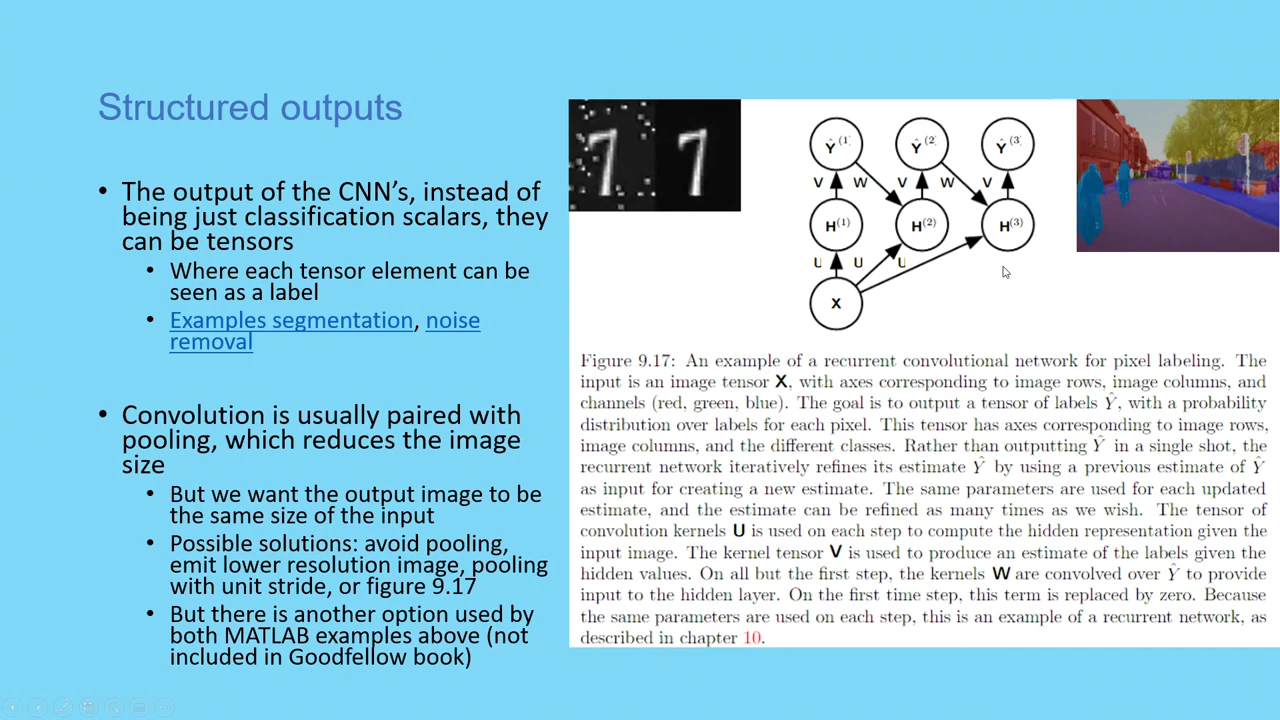 Structured outputs
• The output of the CNN's, instead of
being just classification scalars, they
can be tensors
• Where each tensor element can be
seen as a label
• Examples segmentation, noise
removal
• Convolution is usually paired with
pooling, which reduces the image
size
• But we want the output image to be
the same size of the input
• Possible solutions: avoid pooling,
emit lower resolution image, pooling
with unit stride, or figure 9.17
• But there is another option used by
both MATLAB examples above (not
included in Goodfellow book)
7 7
Ŷ(1) Ŷ(2) Ŷ(3)
V W V W V
H(1) H(2) H(3)
U U U
X
Figure 9.17: An example of a recurrent convolutional network for pixel labeling. The
input is an image tensor X, with axes corresponding to image rows, image columns, and
channels (red, green, blue). The goal is to output a tensor of labels Ŷ, with a probability
distribution over labels for each pixel. This tensor has axes corresponding to image rows,
image columns, and the different classes. Rather than outputting Ŷ in a single shot, the
recurrent network iteratively refines its estimate Ŷ by using a previous estimate of Ŷ
as input for creating a new estimate. The same parameters are used for each updated
estimate, and the estimate can be refined as many times as we wish. The tensor of
convolution kernels U is used on each step to compute the hidden representation given the
input image. The kernel tensor V is used to produce an estimate of the labels given the
hidden values. On all but the first step, the kernels W are convolved over Ŷ to provide
input to the hidden layer. On the first time step, this term is replaced by zero. Because
the same parameters are used on each step, this is an example of a recurrent network, as
described in chapter 10.